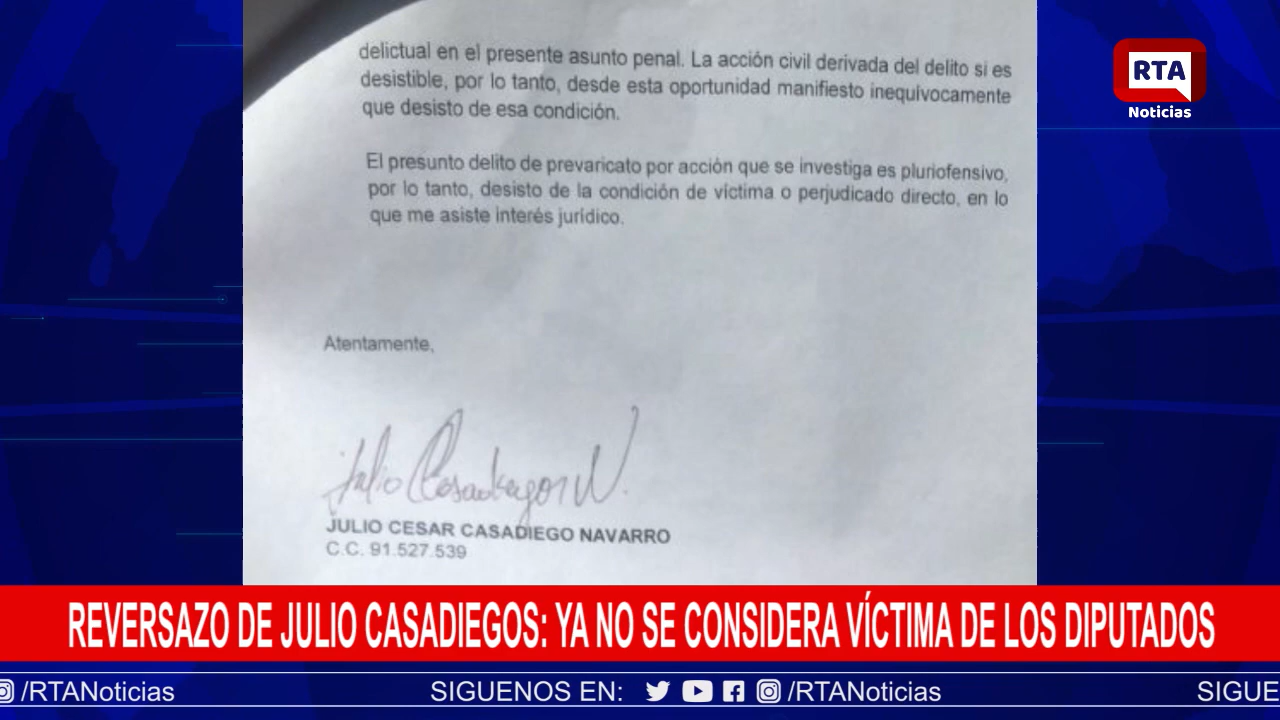 delictual en el presente asunto penal. La acción civil derivada del delito si es
desistible, por lo tanto, desde esta oportunidad manifiesto inequívocamente
que desisto de esa condición.
El presunto delito de prevaricato por acción que se investiga es pluriofensivo,
por lo tanto, desisto de la condición de víctima o perjudicado directo, en lo
que me asiste interés jurídico.
Atentamente,
Julio Casadiegos N.
JULIO CESAR CASADIEGO NAVARRO
C.C. 91.527.539
RTA
Noticias
REVERSAZO DE JULIO CASADIEGOS: YA NO SE CONSIDERA VÍCTIMA DE LOS DIPUTADOS
/RTANoticias
SIGUENOS EN:
/RTANoticias
SIGUE